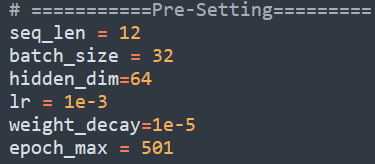 # ===========Pre-Setting=========
seq_len = 12
batch_size = 32
hidden_dim=64
lr = 1e-3
weight_decay=1e-5
epoch_max = 501